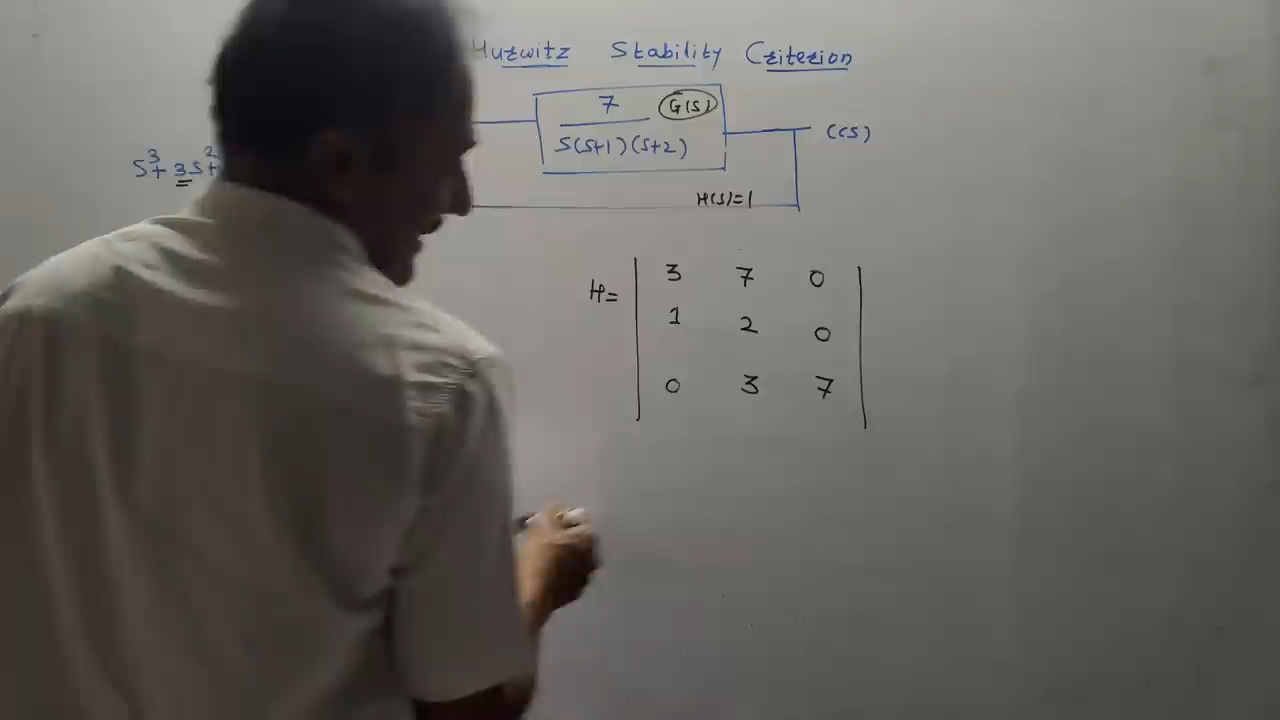 Hurwitz Stability Criterion
7
G(S)
S(S+1)(S+2)
C(S)
S³+3S²+
H(S)=1
H=
3 7 0
1 2 0
0 3 7